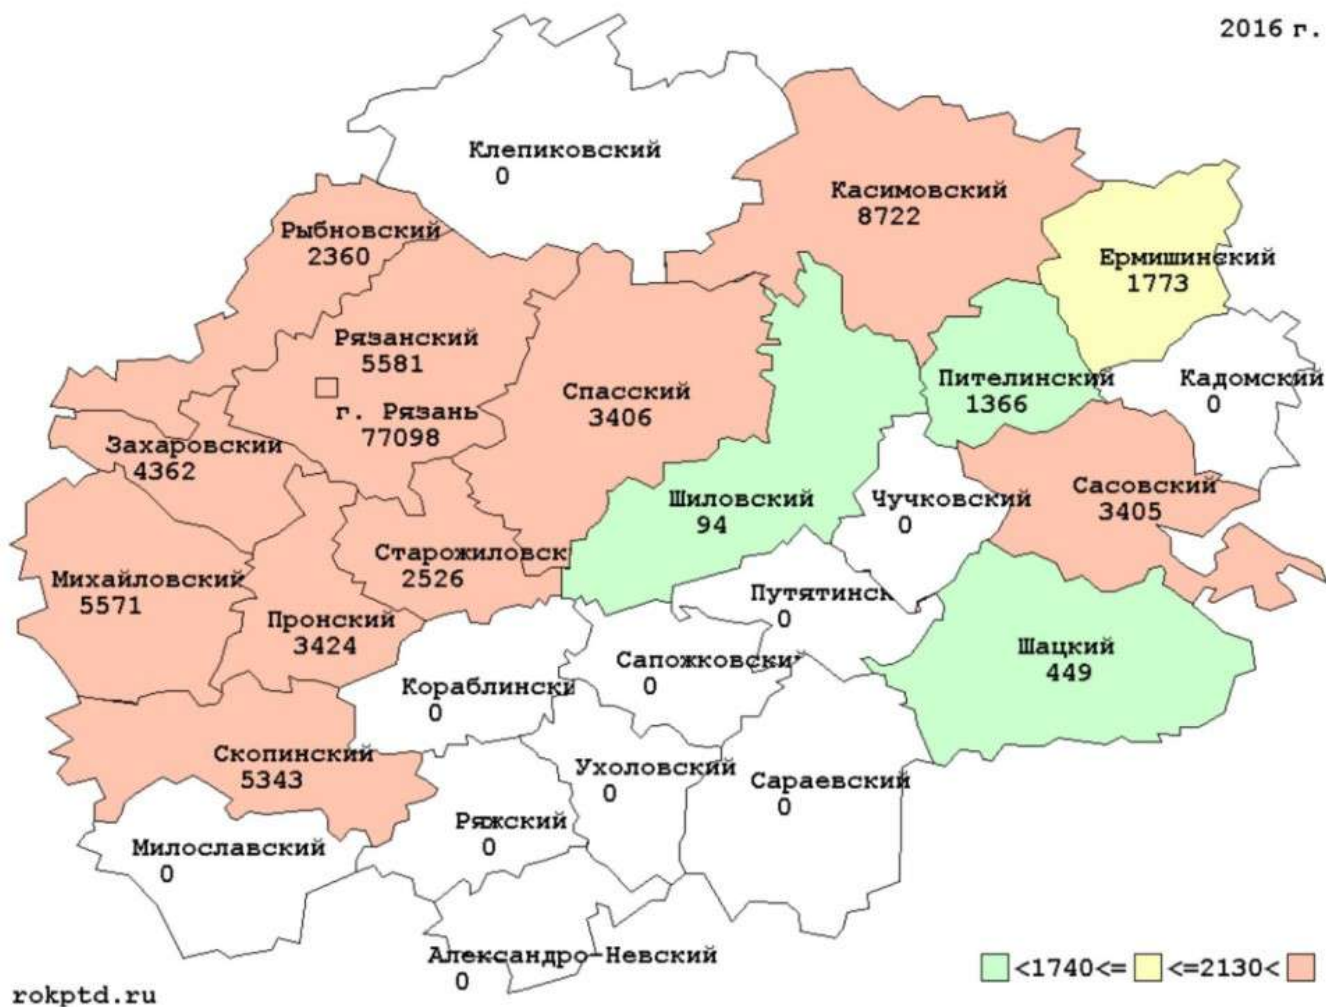 2016 г.
Клепиковский
0
Касимовский
8722
Рыбновский
2360
Ермишинский
1773
Рязанский
5581
Пителинский
1366
Кадомский
0
Спасский
3406
г. Рязань
77098
Захаровский
4362
Шиловский
94
Чучковский
0
Сасовский
3405
Старожиловск
2526
Михайловский
5571
Путятинск
0
Пронский
3424
Шацкий
449
Сапожковский
0
Кораблински
0
Скопинский
5343
Ухоловский
0
Сараевский
0
Ряжский
0
Милославский
0
Александро-Невский
0
<1740<= <=2130<
rokptd.ru